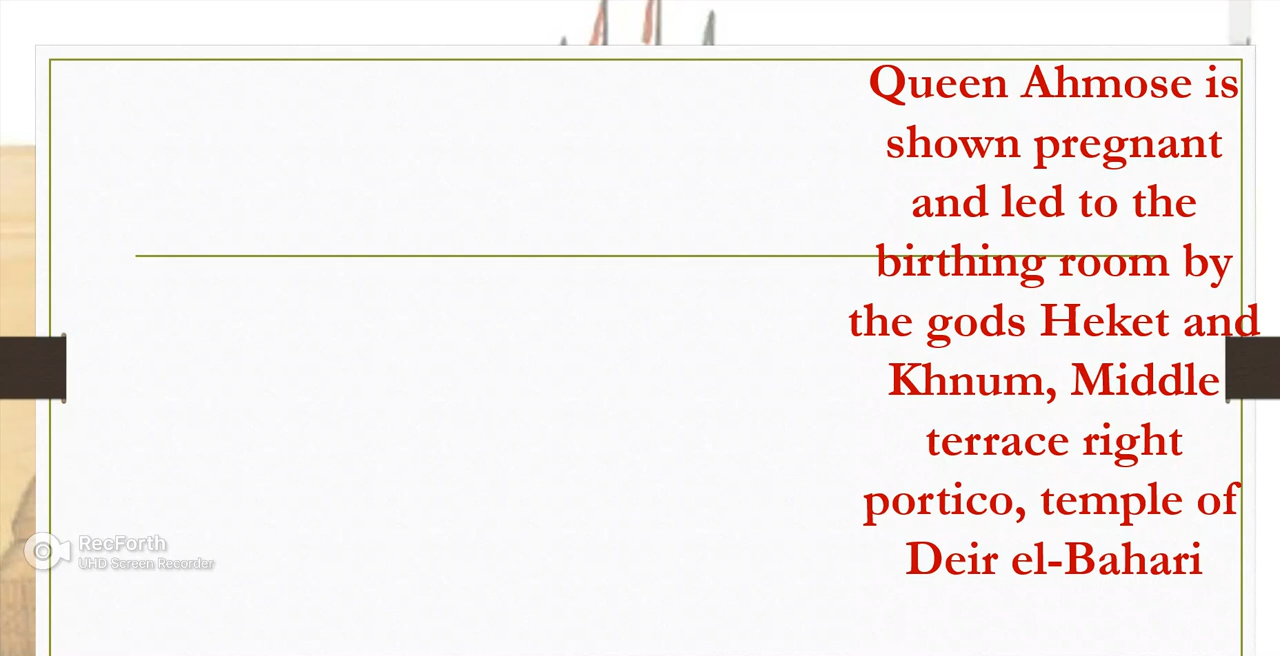 Queen Ahmose is
shown pregnant
and led to the
birthing room by
the gods Heket and
Khnum, Middle
terrace right
portico, temple of
Deir el-Bahari
RecForth
UHD Screen Recorder